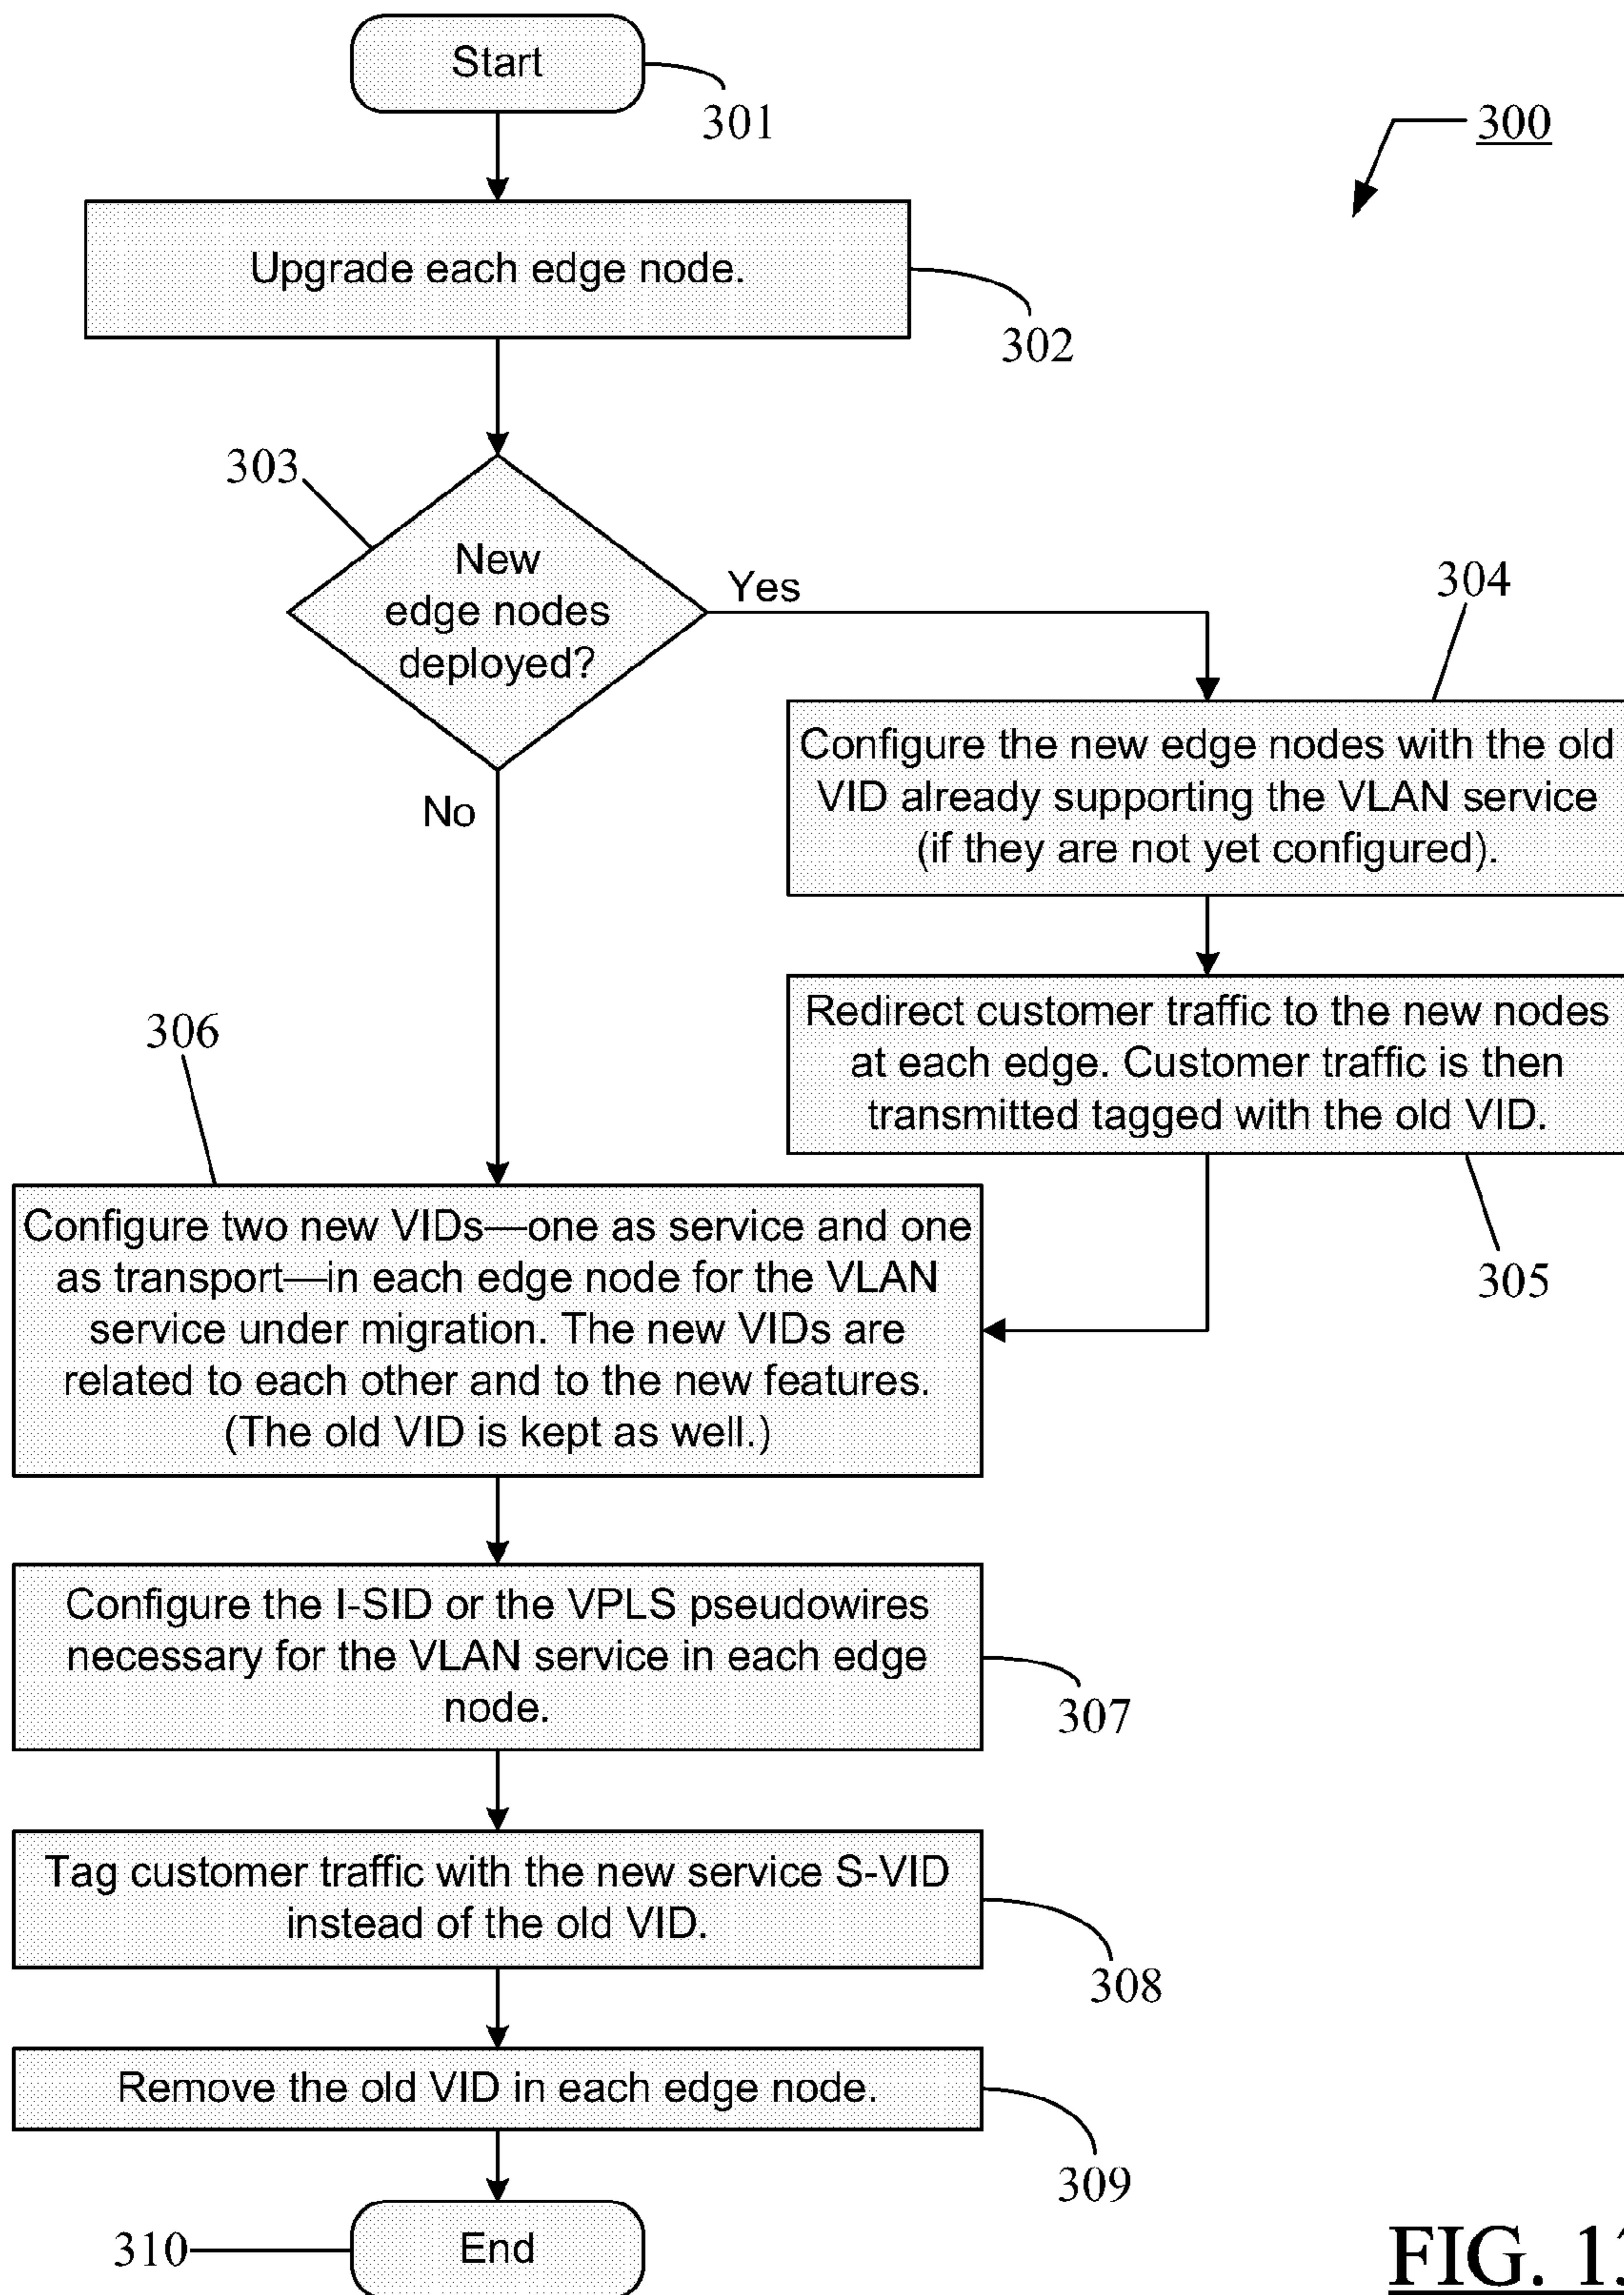 Start
301
300
Upgrade each edge node.
302
303
New
edge nodes
deployed?
Yes
No
304
Configure the new edge nodes with the old
VID already supporting the VLAN service
(if they are not yet configured).
Redirect customer traffic to the new nodes
at each edge. Customer traffic is then
transmitted tagged with the old VID.
305
306
Configure two new VIDs—one as service and one
as transport—in each edge node for the VLAN
service under migration. The new VIDs are
related to each other and to the new features.
(The old VID is kept as well.)
Configure the I-SID or the VPLS pseudowires
necessary for the VLAN service in each edge
node.
307
Tag customer traffic with the new service S-VID
instead of the old VID.
308
Remove the old VID in each edge node.
309
310
End
FIG.